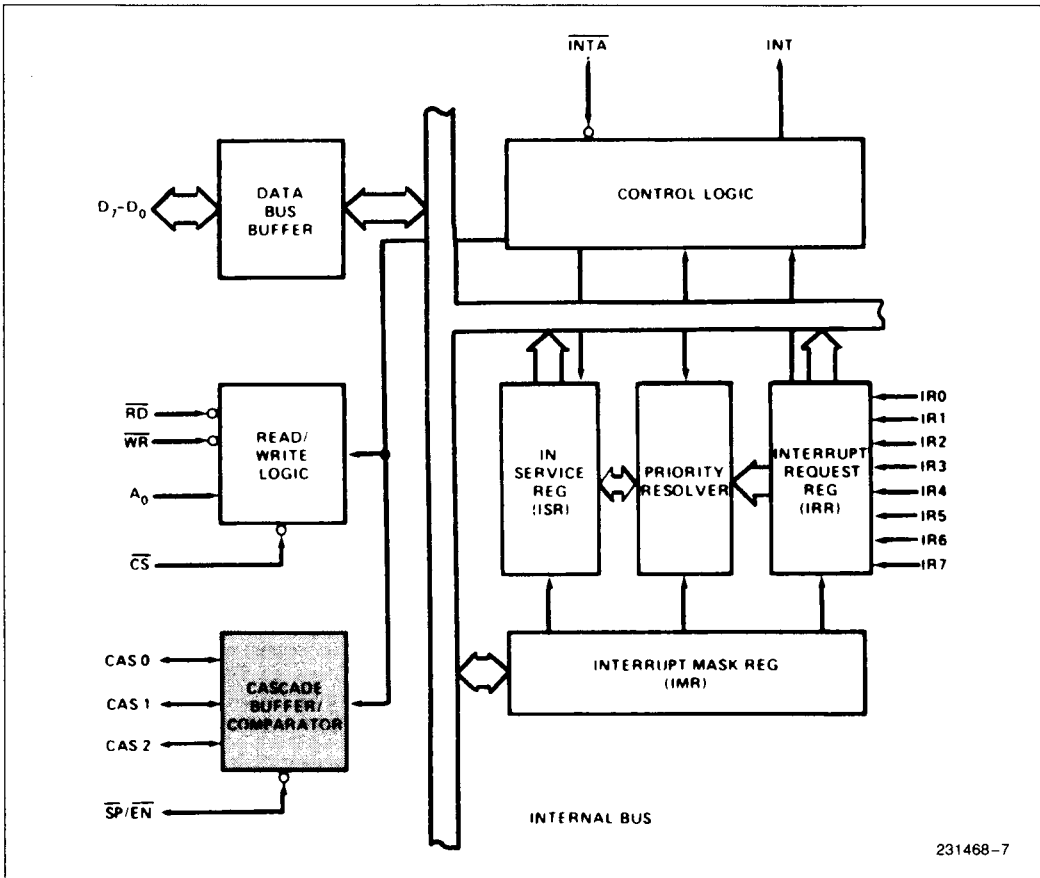 INTA
INT
CONTROL LOGIC
D7-D0
DATA
BUS
BUFFER
RD
WR
A0
CS
READ/
WRITE
LOGIC
IN
SERVICE
REG
(ISR)
PRIORITY
RESOLVER
INTERRUPT
REQUEST
REG
(IRR)
IR0
IR1
IR2
IR3
IR4
IR5
IR6
IR7
CAS 0
CAS 1
CAS 2
SP/EN
CASCADE
BUFFER/
COMPARATOR
INTERRUPT MASK REG
(IMR)
INTERNAL BUS
231468-7